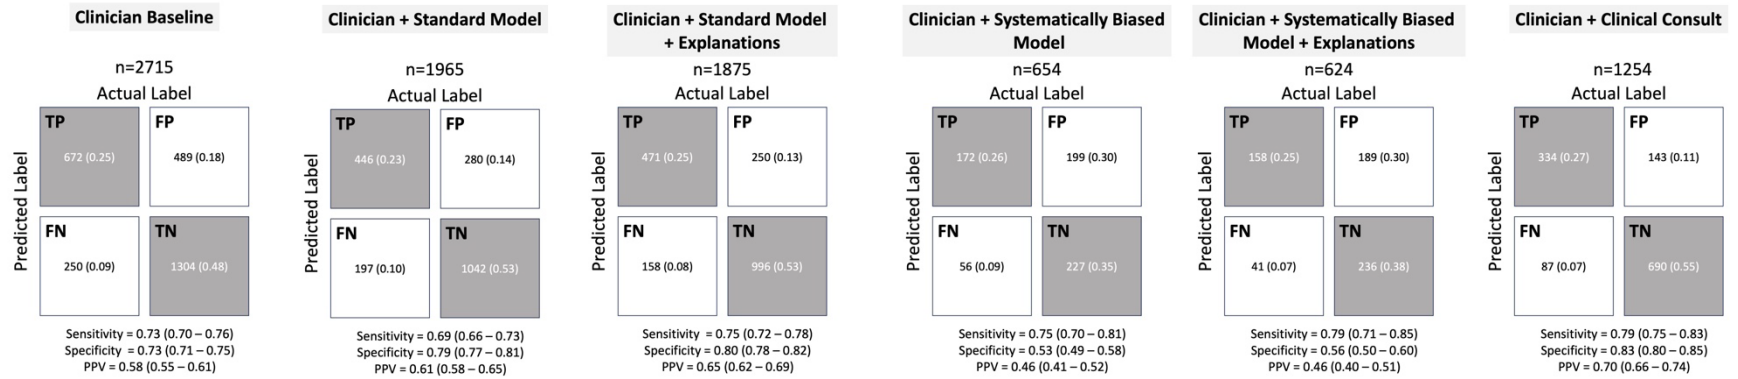 Clinician Baseline
n=2715
Actual Label
Predicted Label
TP
672 (0.25)
FP
489 (0.18)
FN
250 (0.09)
TN
1304 (0.48)
Sensitivity = 0.73 (0.70 – 0.76)
Specificity = 0.73 (0.71 – 0.75)
PPV = 0.58 (0.55 – 0.61)
Clinician + Standard Model
n=1965
Actual Label
Predicted Label
TP
446 (0.23)
FP
280 (0.14)
FN
197 (0.10)
TN
1042 (0.53)
Sensitivity = 0.69 (0.66 – 0.73)
Specificity = 0.79 (0.77 – 0.81)
PPV = 0.61 (0.58 – 0.65)
Clinician + Standard Model
+ Explanations
n=1875
Actual Label
Predicted Label
TP
471 (0.25)
FP
250 (0.13)
FN
158 (0.08)
TN
996 (0.53)
Sensitivity = 0.75 (0.72 – 0.78)
Specificity = 0.80 (0.78 – 0.82)
PPV = 0.65 (0.62 – 0.69)
Clinician + Systematically Biased
Model
n=654
Actual Label
Predicted Label
TP
172 (0.26)
FP
199 (0.30)
FN
56 (0.09)
TN
227 (0.35)
Sensitivity = 0.75 (0.70 – 0.81)
Specificity = 0.53 (0.49 – 0.58)
PPV = 0.46 (0.41 – 0.52)
Clinician + Systematically Biased
Model + Explanations
n=624
Actual Label
Predicted Label
TP
158 (0.25)
FP
189 (0.30)
FN
41 (0.07)
TN
236 (0.38)
Sensitivity = 0.79 (0.71 – 0.85)
Specificity = 0.56 (0.50 – 0.60)
PPV = 0.46 (0.40 – 0.51)
Clinician + Clinical Consult
n=1254
Actual Label
Predicted Label
TP
334 (0.27)
FP
143 (0.11)
FN
87 (0.07)
TN
690 (0.55)
Sensitivity = 0.79 (0.75 – 0.83)
Specificity = 0.83 (0.80 – 0.85)
PPV = 0.70 (0.66 – 0.74)